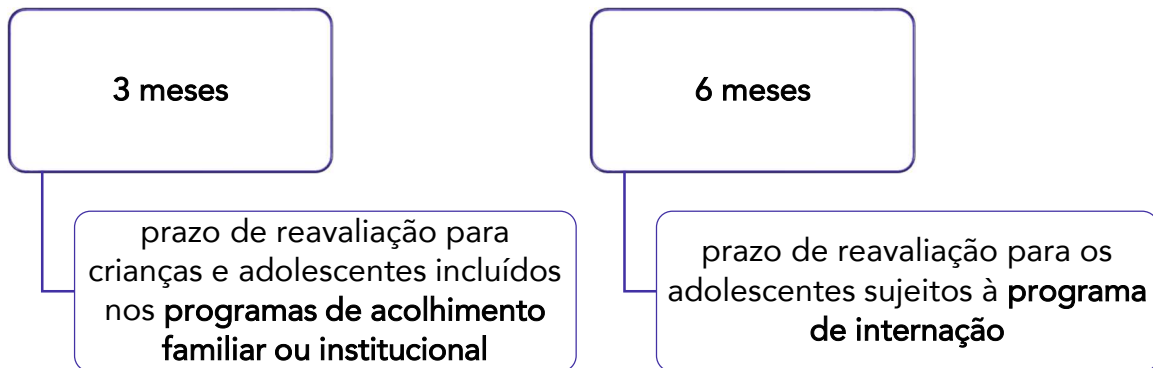 3 meses
prazo de reavaliação para
crianças e adolescentes incluídos
nos programas de acolhimento
familiar ou institucional
6 meses
prazo de reavaliação para os
adolescentes sujeitos à programa
de internação